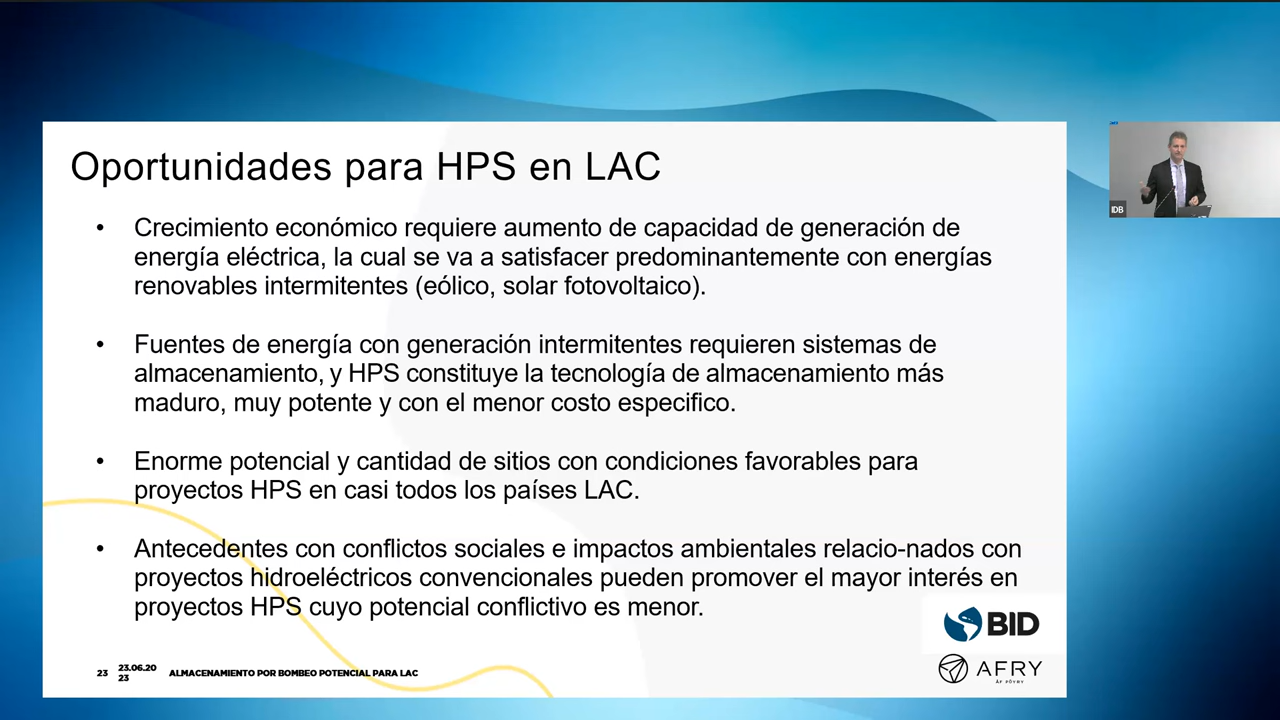 Oportunidades para HPS en LAC
• Crecimiento económico requiere aumento de capacidad de generación de
energía eléctrica, la cual se va a satisfacer predominantemente con energías
renovables intermitentes (eólico, solar fotovoltaico).
• Fuentes de energía con generación intermitentes requieren sistemas de
almacenamiento, y HPS constituye la tecnología de almacenamiento más
maduro, muy potente y con el menor costo especifico.
• Enorme potencial y cantidad de sitios con condiciones favorables para
proyectos HPS en casi todos los países LAC.
• Antecedentes con conflictos sociales e impactos ambientales relacio-nados con
proyectos hidroeléctricos convencionales pueden promover el mayor interés en
proyectos HPS cuyo potencial conflictivo es menor.
IDB
BID
AFRY
ÅF PÖYRY
23 23.06.20
23
ALMACENAMIENTO POR BOMBEO POTENCIAL PARA LAC